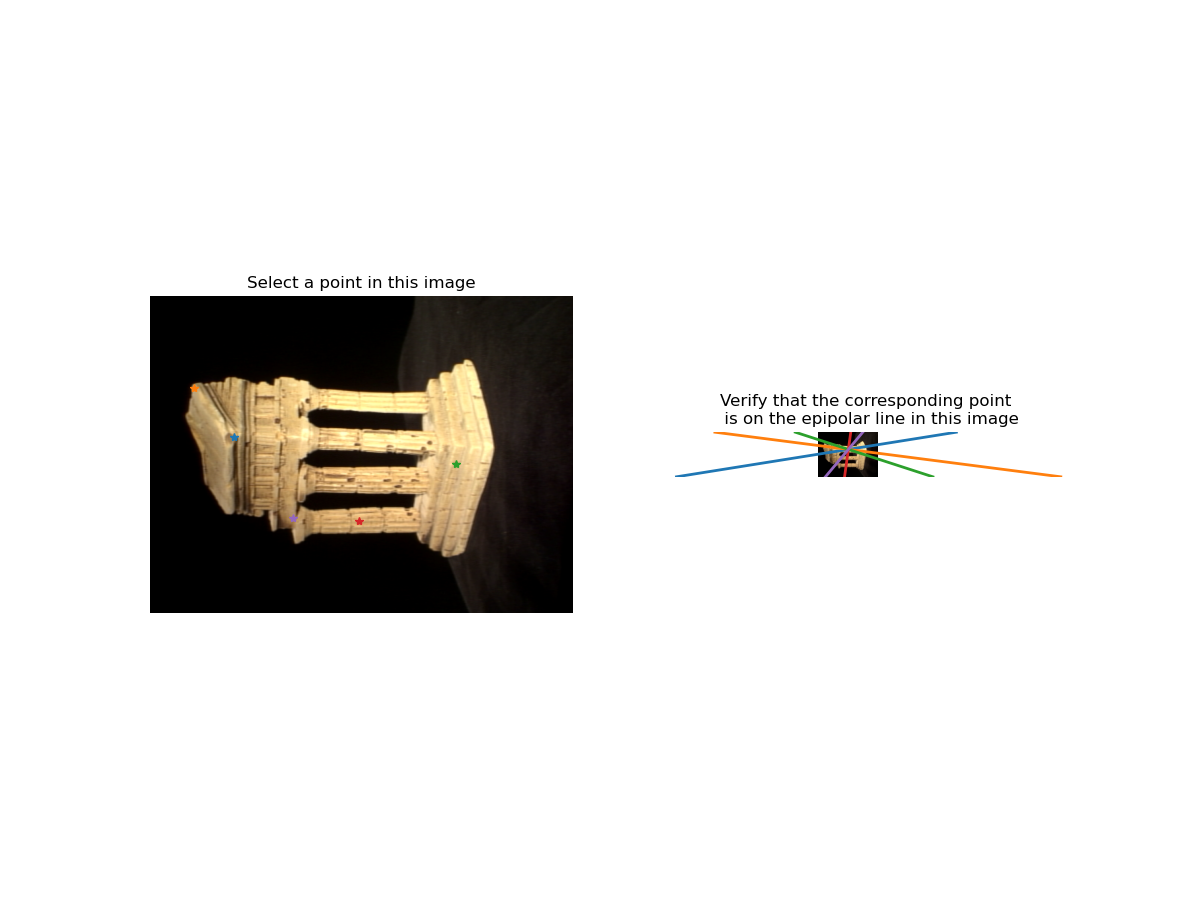 Select a point in this image
Verify that the corresponding point
is on the epipolar line in this image